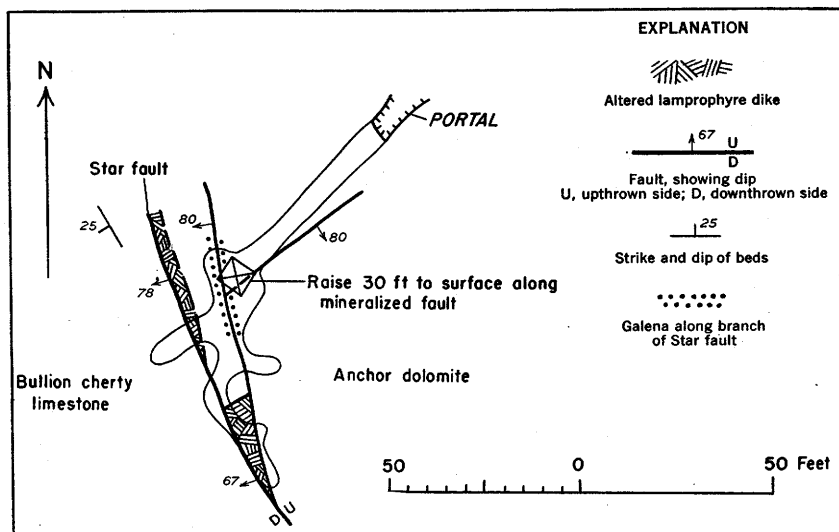 N
Star fault
25
80
78
80
67
D U
PORTAL
Raise 30 ft to surface along
mineralized fault
Bullion cherty
limestone
Anchor dolomite
EXPLANATION
Altered lamprophyre dike
67
U
D
Fault, showing dip
U, upthrown side; D, downthrown side
25
Strike and dip of beds
Galena along branch
of Star fault
50 0 50 Feet